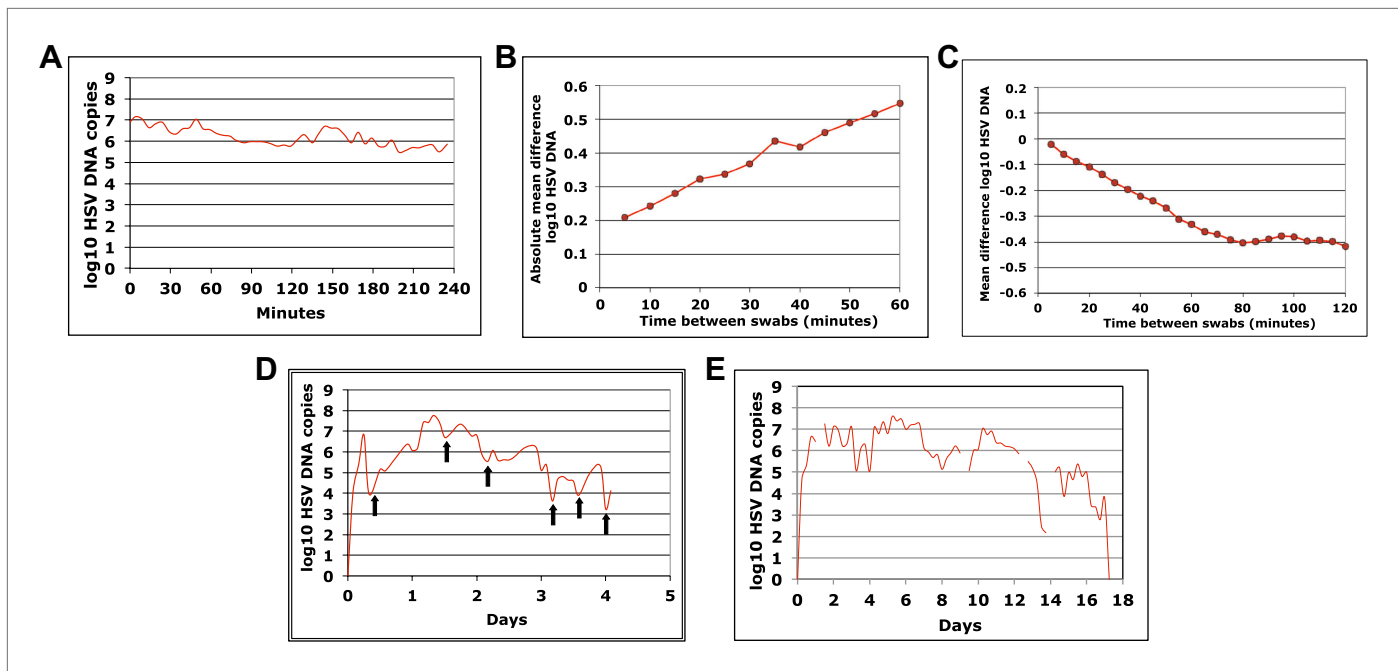 A
log10 HSV DNA copies
9
8
7
6
5
4
3
2
1
0
0 30 60 90 120 150 180 210 240
Minutes
B
Absolute mean difference
log10 HSV DNA
0.6
0.5
0.4
0.3
0.2
0.1
0
0 10 20 30 40 50 60
Time between swabs (minutes)
C
Mean difference log10 HSV DNA
0.2
0.1
0
-0.1
-0.2
-0.3
-0.4
-0.5
-0.6
0 20 40 60 80 100 120
Time between swabs (minutes)
D
log10 HSV DNA copies
9
8
7
6
5
4
3
2
1
0
0 1 2 3 4 5
Days
E
log10 HSV DNA copies
9
8
7
6
5
4
3
2
1
0
0 2 4 6 8 10 12 14 16 18
Days